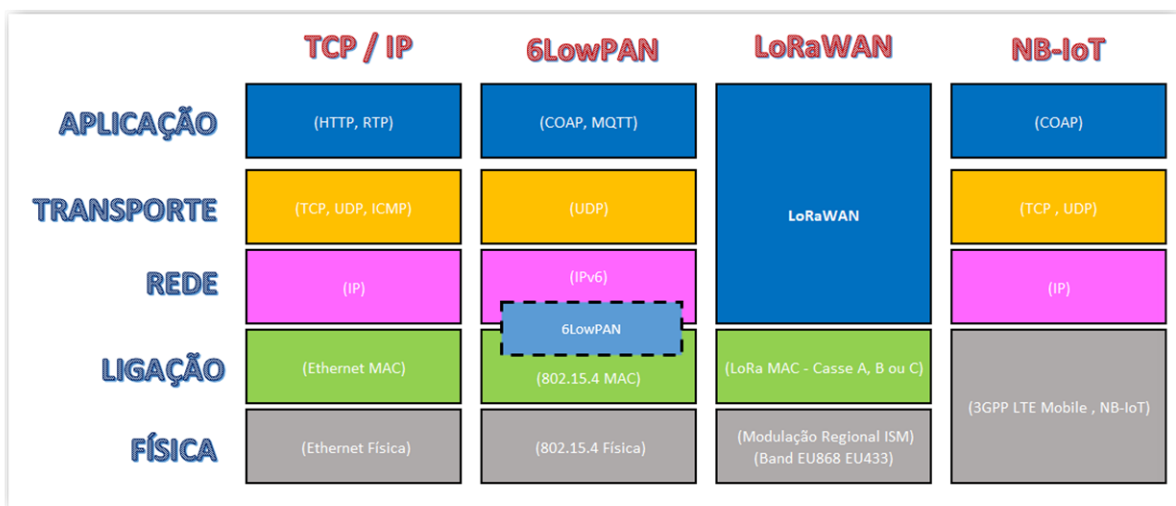 TCP / IP
6LowPAN
LoRaWAN
NB-IoT
APLICAÇÃO
(HTTP, RTP)
(COAP, MQTT)
(COAP)
TRANSPORTE
(TCP, UDP, ICMP)
(UDP)
LoRaWAN
(TCP , UDP)
REDE
(IP)
(IPv6)
(IP)
6LowPAN
LIGAÇÃO
(Ethernet MAC)
(802.15.4 MAC)
(LoRa MAC - Casse A, B ou C)
(3GPP LTE Mobile , NB-IoT)
FÍSICA
(Ethernet Física)
(802.15.4 Física)
(Modulação Regional ISM)
(Band EU868 EU433)